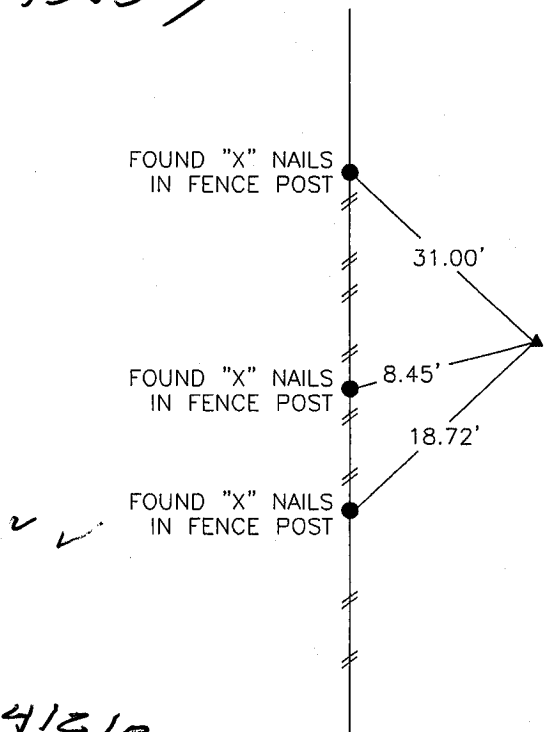 FOUND "X" NAILS
IN FENCE POST
31.00'
FOUND "X" NAILS
IN FENCE POST
8.45'
18.72'
FOUND "X" NAILS
IN FENCE POST